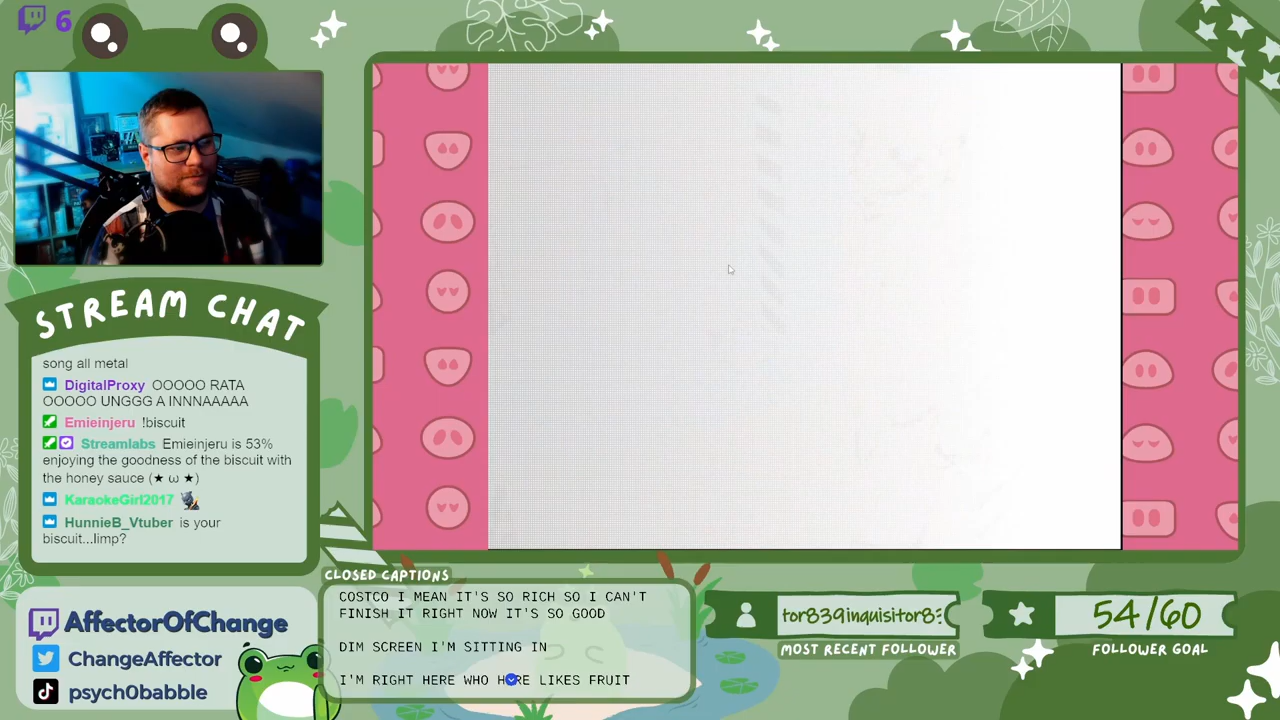 6
STREAM CHAT
song all metal
DigitalProxy OOOOO RATA
OOOOO UNGGG A INNNAAAAA
Emieinjeru !biscuit
Streamlabs Emieinjeru is 53%
enjoying the goodness of the biscuit with
the honey sauce (★ ω ★)
KaraokeGirl2017
HunnieB_Vtuber is your
biscuit...limp?
AffectorOfChange
ChangeAffector
psych0babble
CLOSED CAPTIONS
COSTCO I MEAN IT'S SO RICH SO I CAN'T
FINISH IT RIGHT NOW IT'S SO GOOD
DIM SCREEN I'M SITTING IN
I'M RIGHT HERE WHO HERE LIKES FRUIT
tor839inquisitor83
MOST RECENT FOLLOWER
54/60
FOLLOWER GOAL